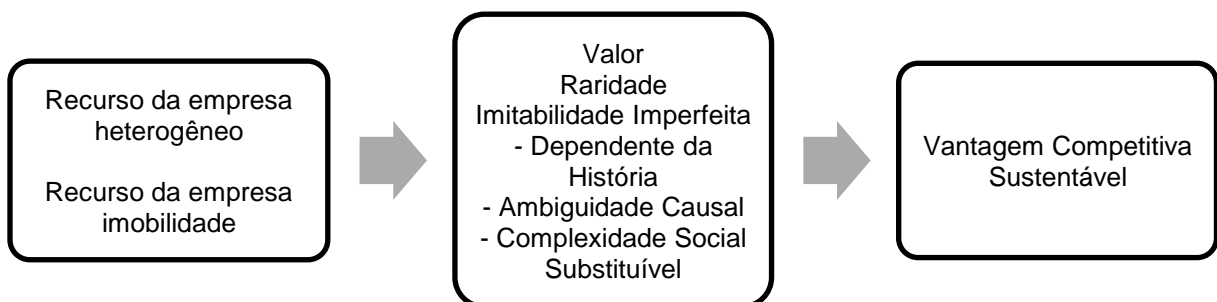 Recurso da empresa
heterogêneo
Recurso da empresa
imobilidade
Valor
Raridade
Imitabilidade Imperfeita
- Dependente da
História
- Ambiguidade Causal
- Complexidade Social
Substituível
Vantagem Competitiva
Sustentável